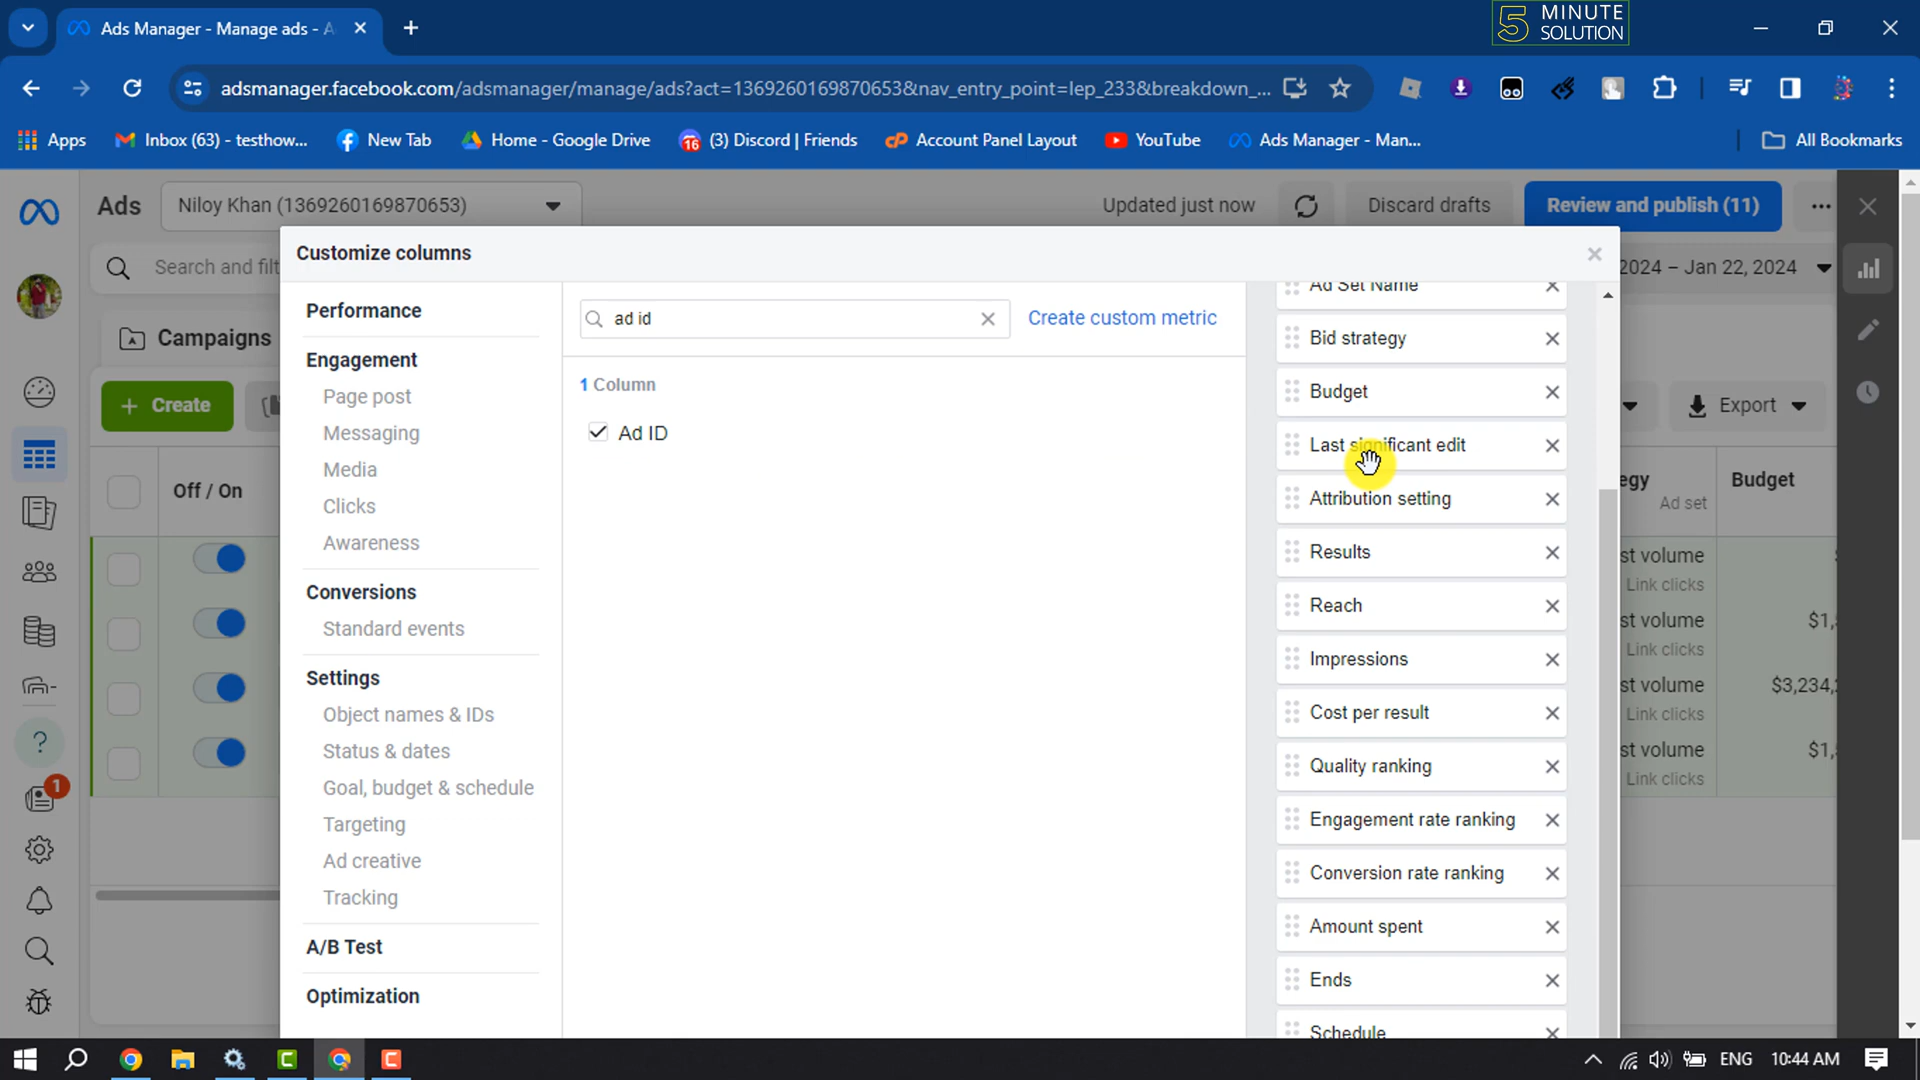 Ads Manager - Manage ads - A
5 MINUTE SOLUTION
adsmanager.facebook.com/adsmanager/manage/ads?act=1369260169870653&nav_entry_point=lep_233&breakdown_...
Apps
Inbox (63) - testhow...
New Tab
Home - Google Drive
16
(3) Discord | Friends
Account Panel Layout
YouTube
Ads Manager - Man...
All Bookmarks
Ads
Niloy Khan (1369260169870653)
Updated just now
Discard drafts
Review and publish (11)
Search and filt
2024 – Jan 22, 2024
Campaigns
+ Create
Export
Off / On
egy
Ad set
Budget
st volume
Link clicks
st volume
$1,
Link clicks
st volume
$3,234,
Link clicks
st volume
$1,
Link clicks
1
Customize columns
Performance
Engagement
Page post
Messaging
Media
Clicks
Awareness
Conversions
Standard events
Settings
Object names & IDs
Status & dates
Goal, budget & schedule
Targeting
Ad creative
Tracking
A/B Test
Optimization
ad id
Create custom metric
1 Column
Ad ID
Ad Set Name
Bid strategy
Budget
Last significant edit
Attribution setting
Results
Reach
Impressions
Cost per result
Quality ranking
Engagement rate ranking
Conversion rate ranking
Amount spent
Ends
Schedule
ENG
10:44 AM